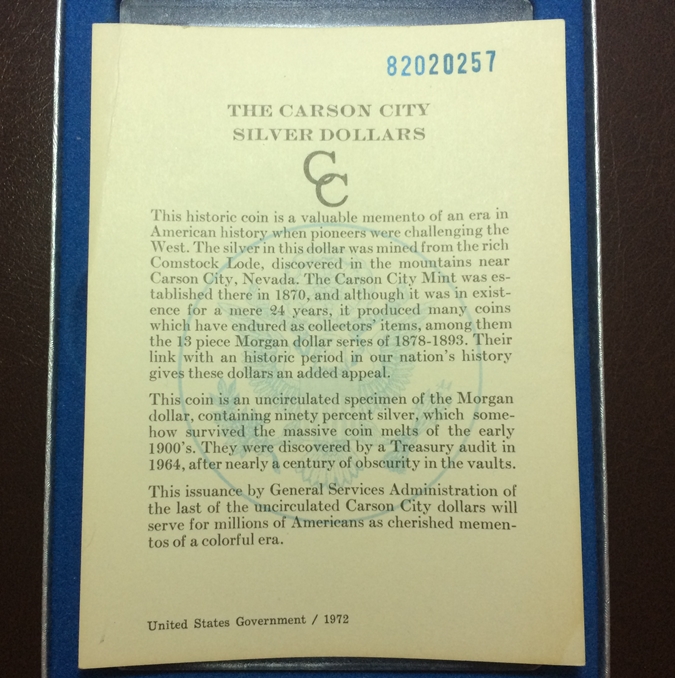 82020257
THE CARSON CITY
SILVER DOLLARS
CC
This historic coin is a valuable memento of an era in
American history when pioneers were challenging the
West. The silver in this dollar was mined from the rich
Comstock Lode, discovered in the mountains near
Carson City, Nevada. The Carson City Mint was es-
tablished there in 1870, and although it was in exist-
ence for a mere 24 years, it produced many coins
which have endured as collectors' items, among them
the 13 piece Morgan dollar series of 1878-1893. Their
link with an historic period in our nation's history
gives these dollars an added appeal.
This coin is an uncirculated specimen of the Morgan
dollar, containing ninety percent silver, which some-
how survived the massive coin melts of the early
1900's. They were discovered by a Treasury audit in
1964, after nearly a century of obscurity in the vaults.
This issuance by General Services Administration of
the last of the uncirculated Carson City dollars will
serve for millions of Americans as cherished memen-
tos of a colorful era.
United States Government / 1972